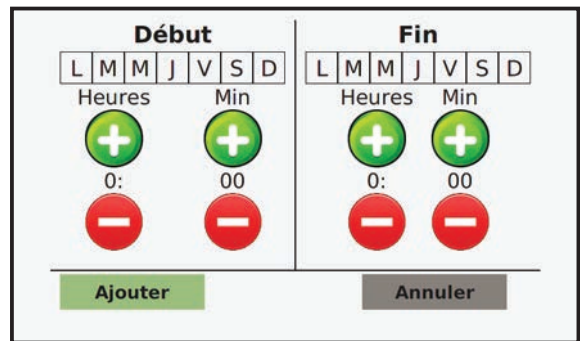 Début Fin
L M M J V S D L M M J V S D
Heures Min Heures Min
0: 00 0: 00
Ajouter Annuler